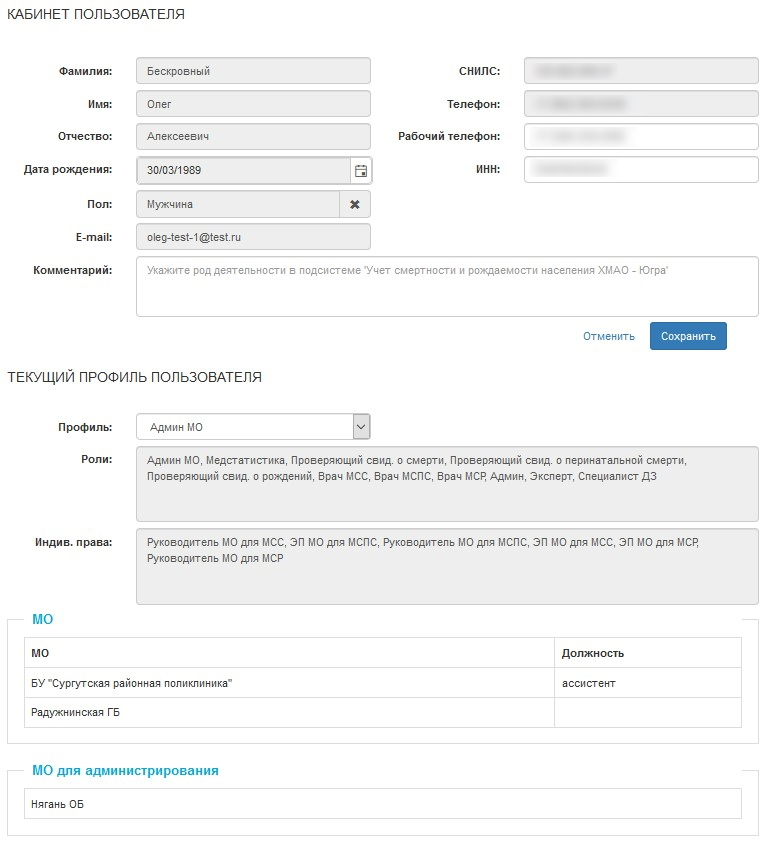 КАБИНЕТ ПОЛЬЗОВАТЕЛЯ
Фамилия: Бескровный СНИЛС:
Имя: Олег Телефон:
Отчество: Алексеевич Рабочий телефон:
Дата рождения: 30/03/1989 ИНН:
Пол: Мужчина
E-mail: oleg-test-1@test.ru
Комментарий: Укажите род деятельности в подсистеме 'Учет смертности и рождаемости населения ХМАО - Югра'
Отменить Сохранить
ТЕКУЩИЙ ПРОФИЛЬ ПОЛЬЗОВАТЕЛЯ
Профиль: Админ МО
Роли: Админ МО, Медстатистика, Проверяющий свид. о смерти, Проверяющий свид. о перинатальной смерти,
Проверяющий свид. о рождений, Врач МСС, Врач МСПС, Врач МСР, Админ, Эксперт, Специалист ДЗ
Индив. права: Руководитель МО для МСС, ЭП МО для МСПС, Руководитель МО для МСПС, ЭП МО для МСС, ЭП МО для МСР,
Руководитель МО для МСР
МО
МО Должность
БУ "Сургутская районная поликлиника" ассистент
Радужнинская ГБ
МО для администрирования
Нягань ОБ